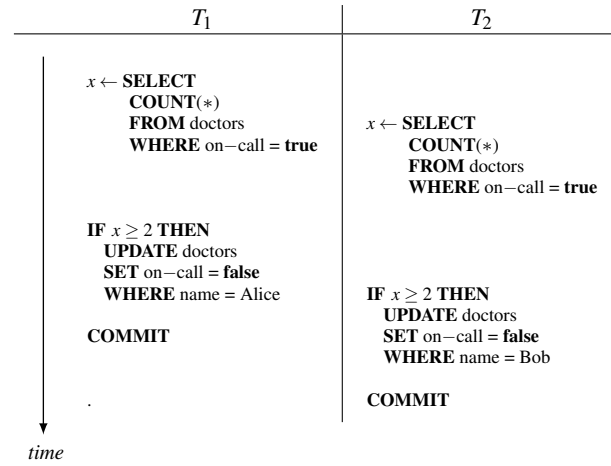 T1
T2
x ← SELECT
COUNT(∗)
FROM doctors
WHERE on−call = true
IF x ≥ 2 THEN
UPDATE doctors
SET on−call = false
WHERE name = Alice
COMMIT
.
x ← SELECT
COUNT(∗)
FROM doctors
WHERE on−call = true
IF x ≥ 2 THEN
UPDATE doctors
SET on−call = false
WHERE name = Bob
COMMIT
time